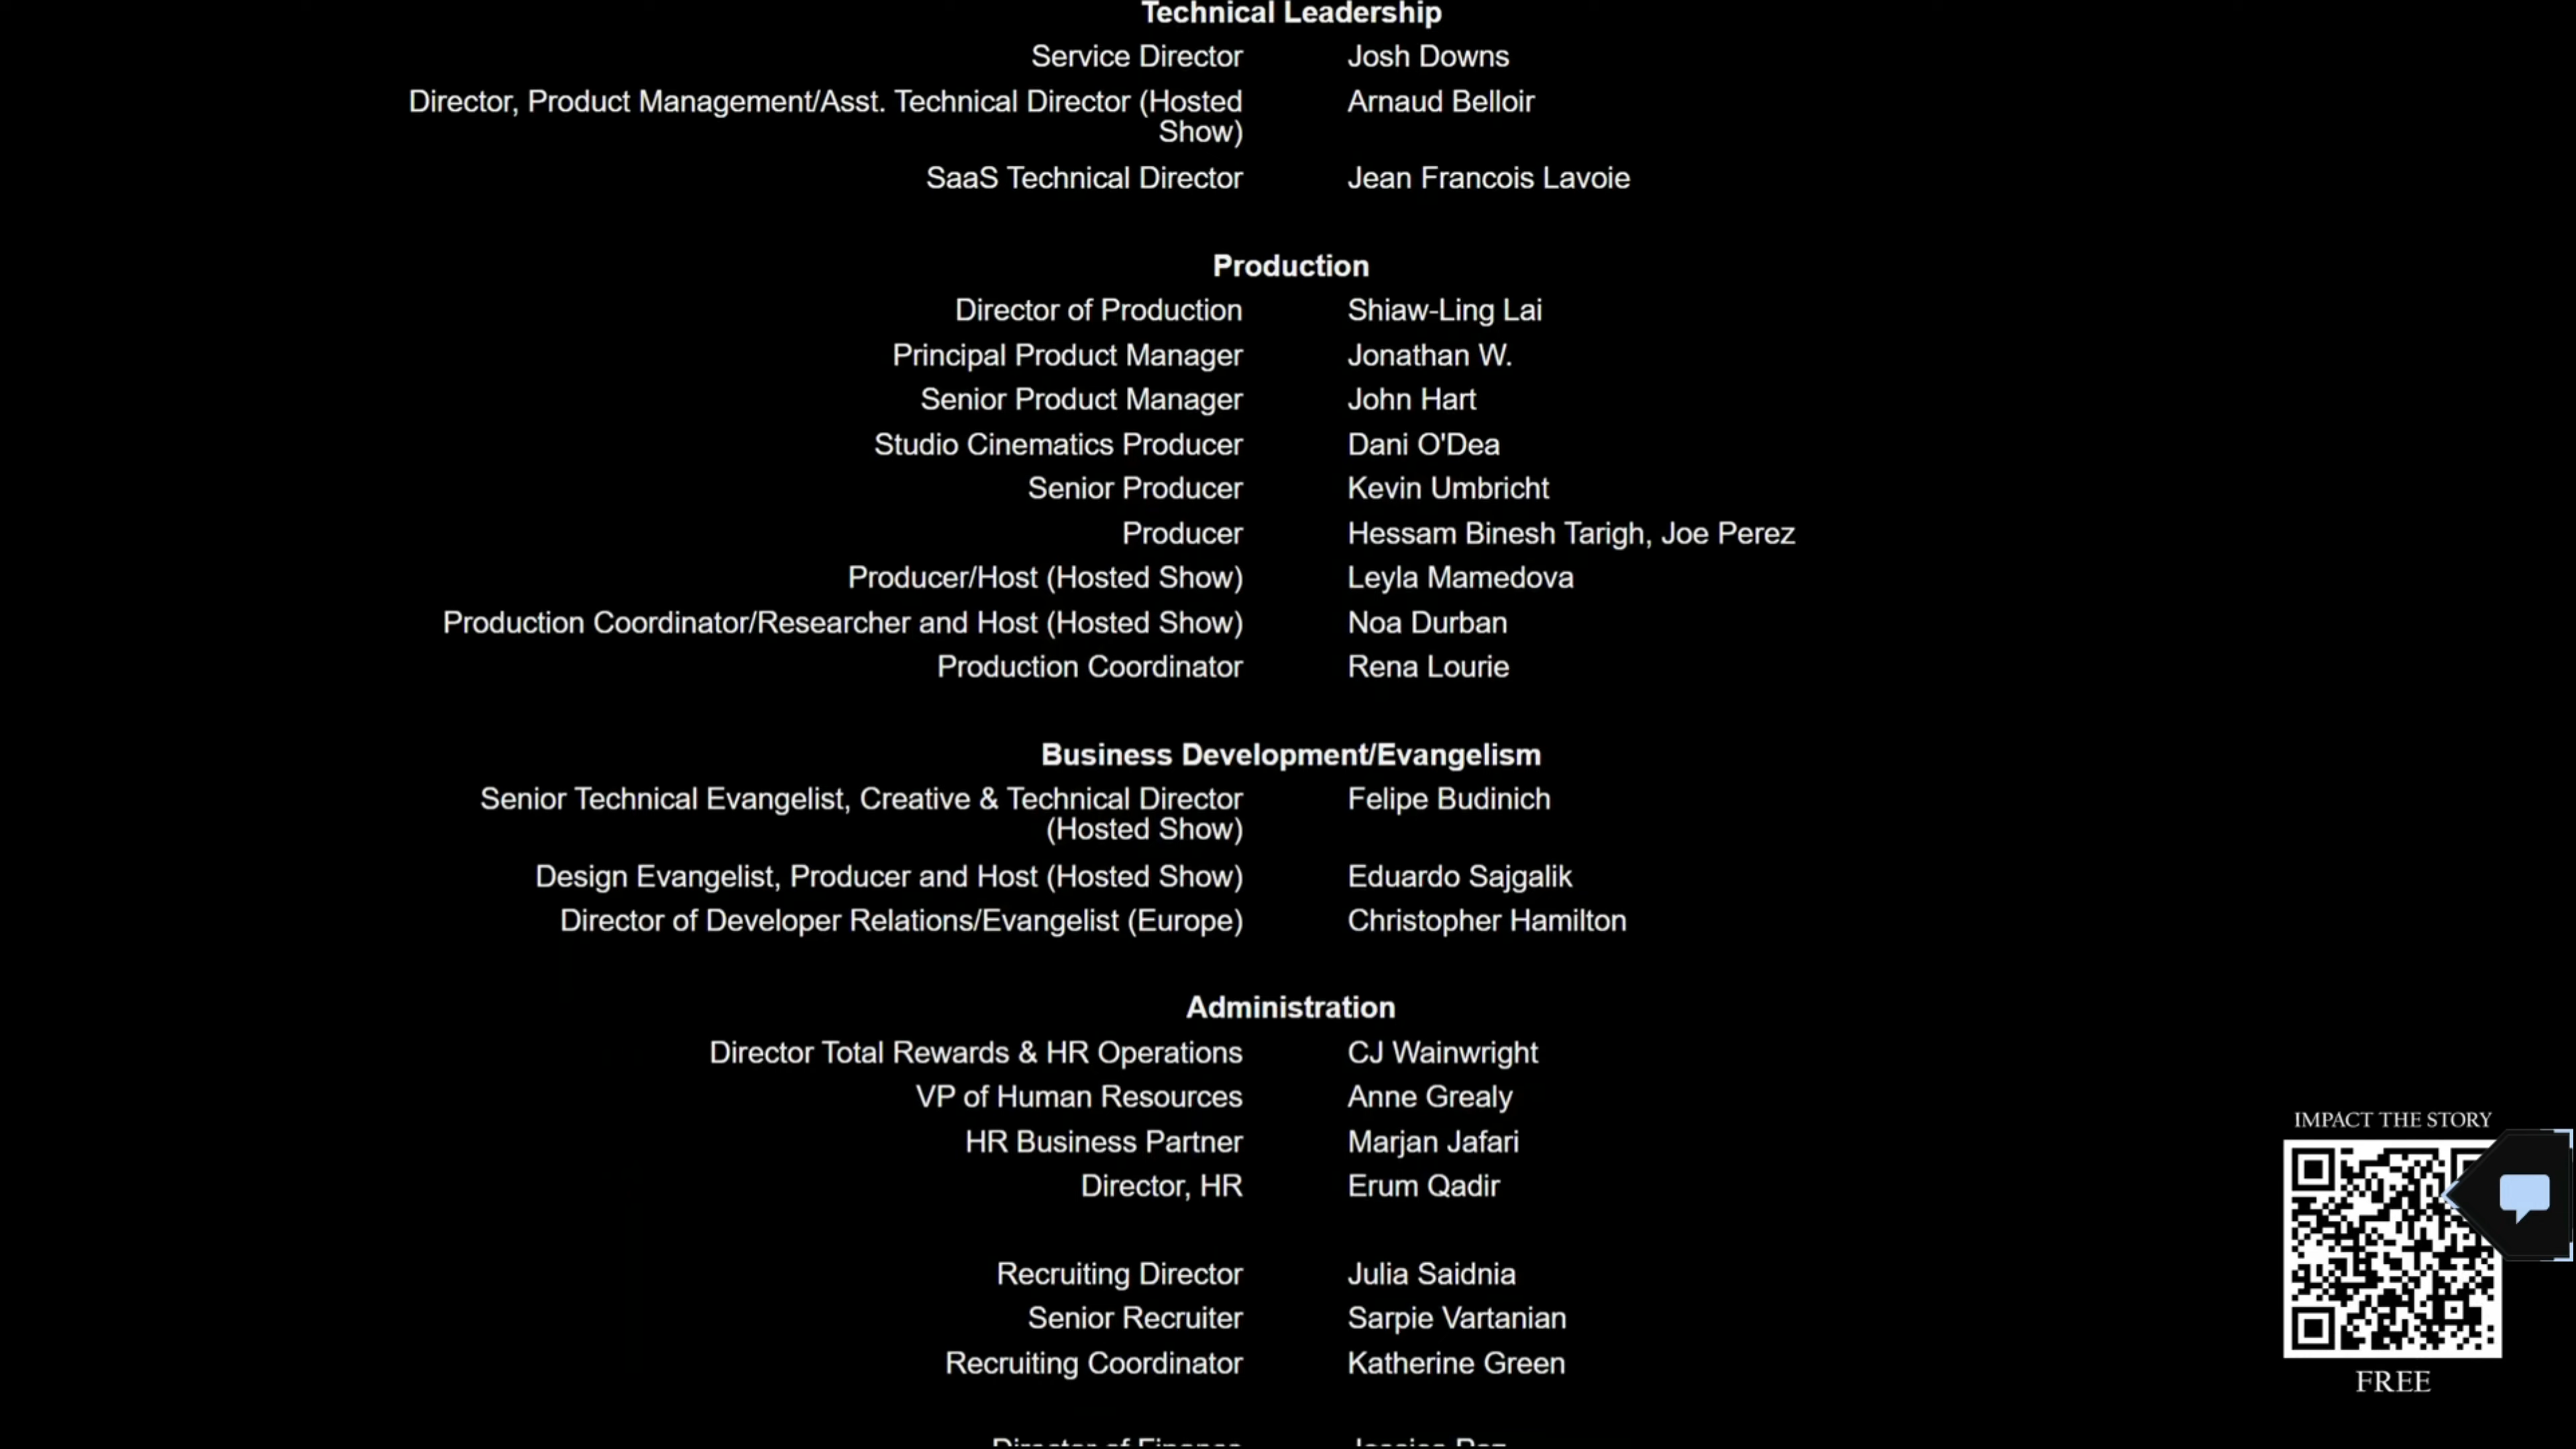 Technical Leadership
Service Director Josh Downs
Director, Product Management/Asst. Technical Director (Hosted Arnaud Belloir
Show)
SaaS Technical Director Jean Francois Lavoie
Production
Director of Production Shiaw-Ling Lai
Principal Product Manager Jonathan W.
Senior Product Manager John Hart
Studio Cinematics Producer Dani O'Dea
Senior Producer Kevin Umbricht
Producer Hessam Binesh Tarigh, Joe Perez
Producer/Host (Hosted Show) Leyla Mamedova
Production Coordinator/Researcher and Host (Hosted Show) Noa Durban
Production Coordinator Rena Lourie
Business Development/Evangelism
Senior Technical Evangelist, Creative & Technical Director Felipe Budinich
(Hosted Show)
Design Evangelist, Producer and Host (Hosted Show) Eduardo Sajgalik
Director of Developer Relations/Evangelist (Europe) Christopher Hamilton
Administration
Director Total Rewards & HR Operations CJ Wainwright
VP of Human Resources Anne Grealy
HR Business Partner Marjan Jafari
Director, HR Erum Qadir
Recruiting Director Julia Saidnia
Senior Recruiter Sarpie Vartanian
Recruiting Coordinator Katherine Green
Director of Finance
IMPACT THE STORY
FREE